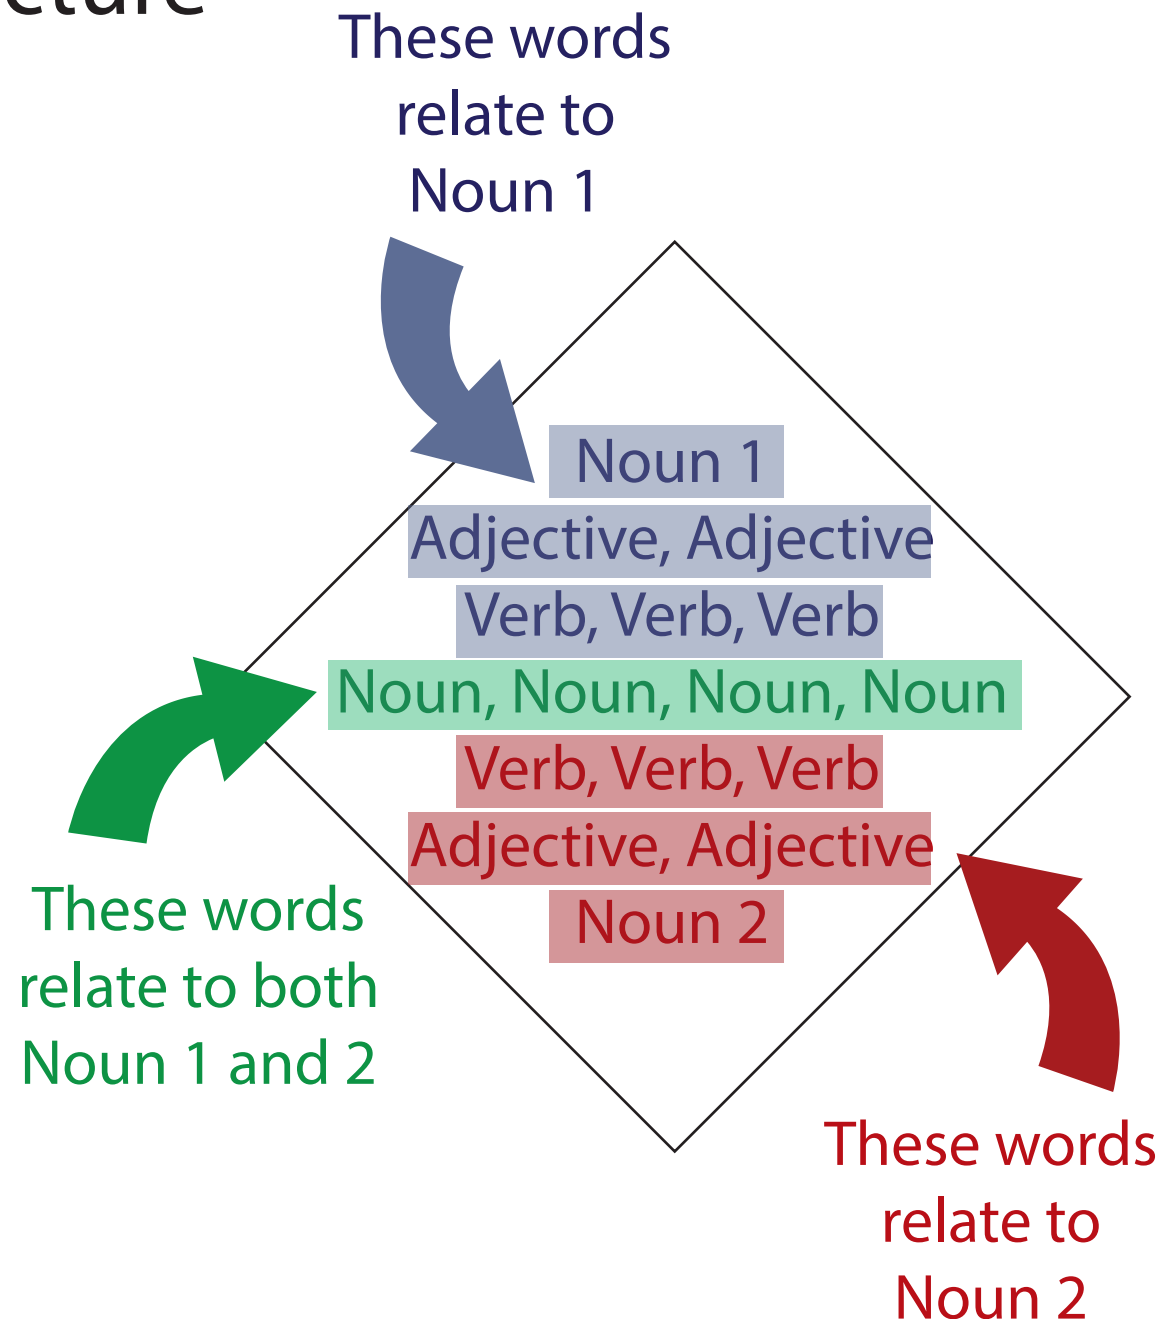 These words
relate to
Noun 1
Noun 1
Adjective, Adjective
Verb, Verb, Verb
Noun, Noun, Noun, Noun
Verb, Verb, Verb
Adjective, Adjective
Noun 2
These words
relate to both
Noun 1 and 2
These words
relate to
Noun 2